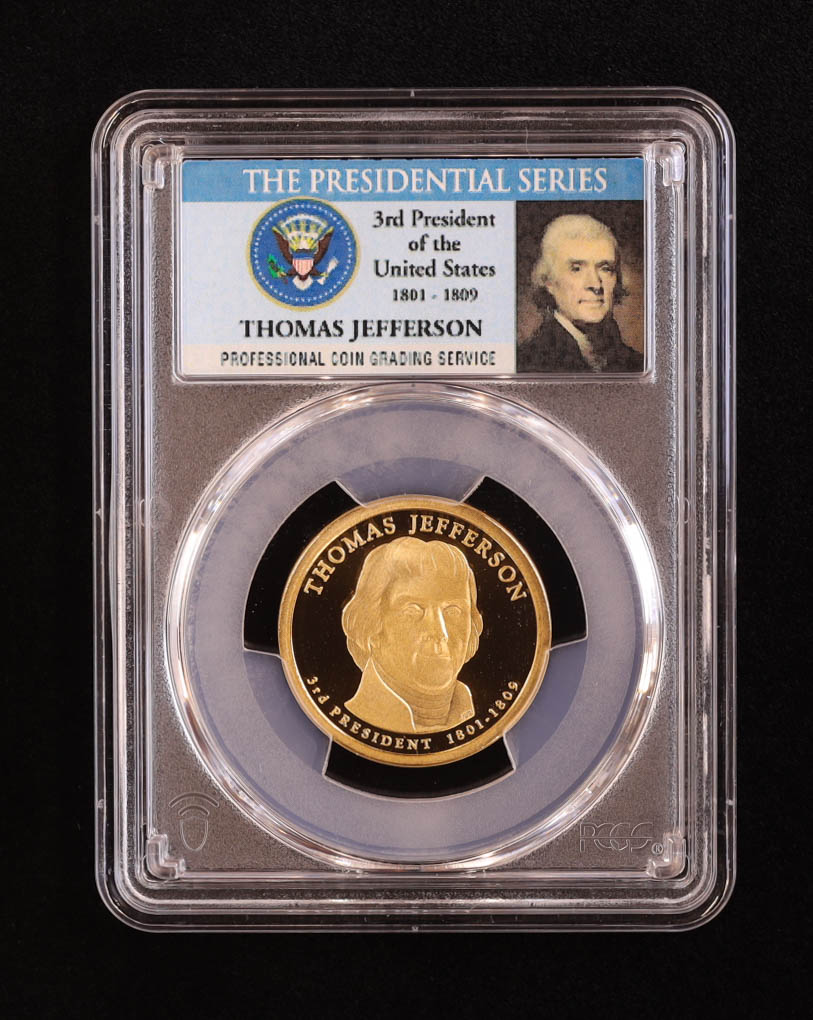 THE PRESIDENTIAL SERIES
3rd President
of the
United States
1801 - 1809
THOMAS JEFFERSON
PROFESSIONAL COIN GRADING SERVICE
THOMAS JEFFERSON
3rd PRESIDENT 1801-1809
PCGS®